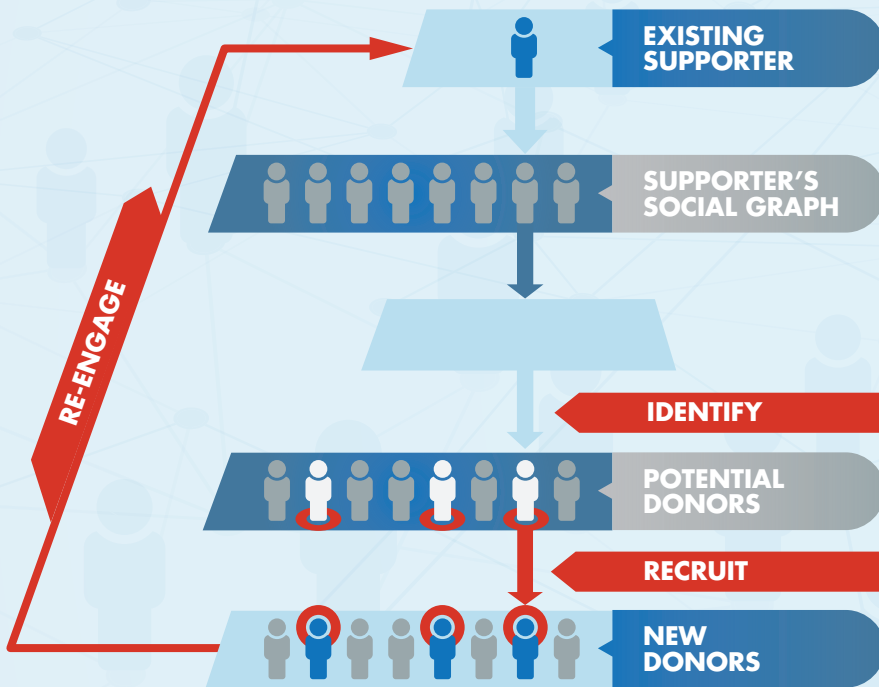 EXISTING
SUPPORTER
SUPPORTER'S
SOCIAL GRAPH
RE-ENGAGE
IDENTIFY
POTENTIAL
DONORS
RECRUIT
NEW
DONORS